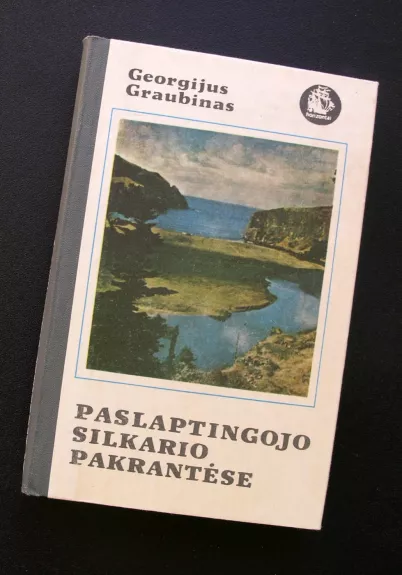 Georgijus
Graubinas
horizontai
PASLAPTINGOJO
SILKARIO
PAKRANTĖSE